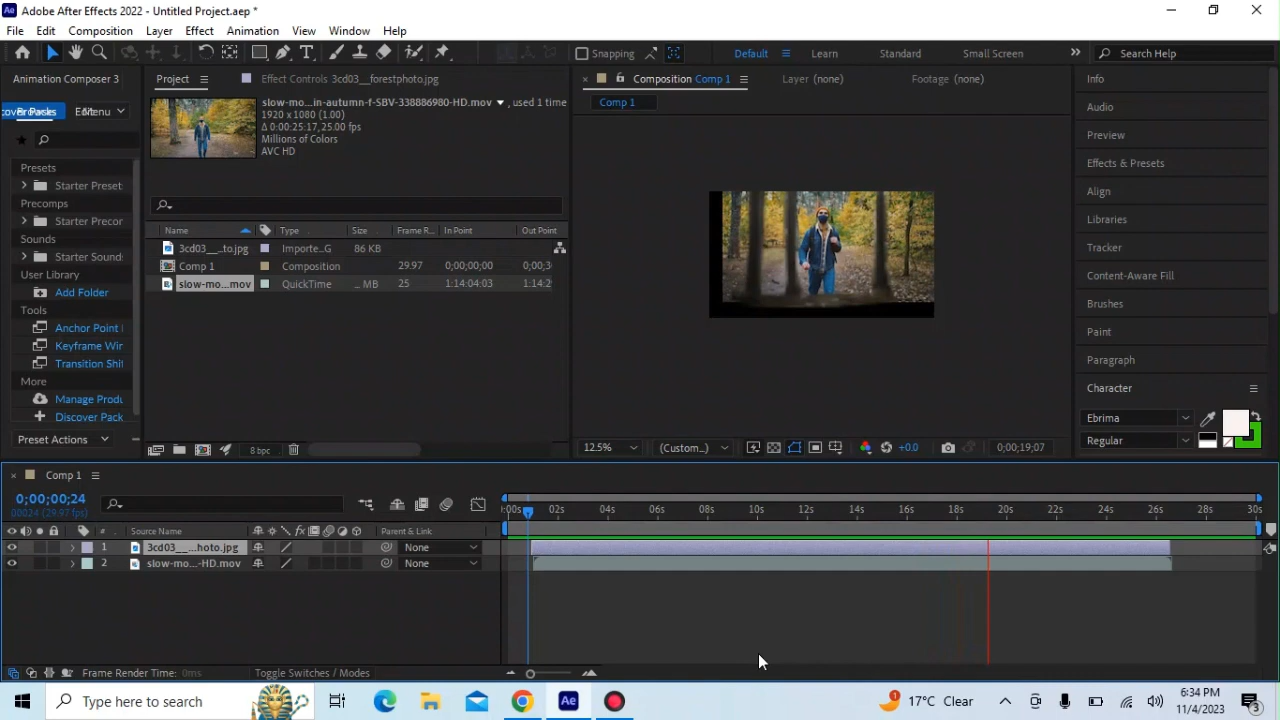 Adobe After Effects 2022 - Untitled Project.aep *
File Edit Composition Layer Effect Animation View Window Help
Snapping
Default Learn Standard Small Screen Search Help
Animation Composer 3
Menu
Presets
Starter Preset
Precomps
Starter Precor
Sounds
Starter Sound
User Library
Add Folder
Tools
Anchor Point
Keyframe Wir
Transition Shif
More
Manage Produ
Discover Pack
Preset Actions
Project Effect Controls 3cd03__forestphoto.jpg
slow-mo...in-autumn-f-SBV-338886980-HD.mov , used 1 time
1920 x 1080 (1.00)
Δ 0:00:25:17, 25.00 fps
Millions of Colors
AVC HD
Name Type Size Frame R... In Point Out Point
3cd03__...to.jpg Importe...G 86 KB
Comp 1 Composition 29.97 0;00;00;00 0;00;3
slow-mo...mov QuickTime ... MB 25 1:14:04:03 1:14:2
8 bpc
Composition Comp 1 Layer (none) Footage (none)
Comp 1
12.5% (Custom...) +0.0 0;00;19;07
Info
Audio
Preview
Effects & Presets
Align
Libraries
Tracker
Content-Aware Fill
Brushes
Paint
Paragraph
Character
Ebrima
Regular
Comp 1
0;00;00;24
00024 (29.97 fps)
:00s 02s 04s 06s 08s 10s 12s 14s 16s 18s 20s 22s 24s 26s 28s 30s
# Source Name Parent & Link
1 3cd03__...hoto.jpg None
2 slow-mo...-HD.mov None
Frame Render Time: 0ms Toggle Switches / Modes
Type here to search
Ae
1 17°C Clear
6:34 PM
11/4/2023
3